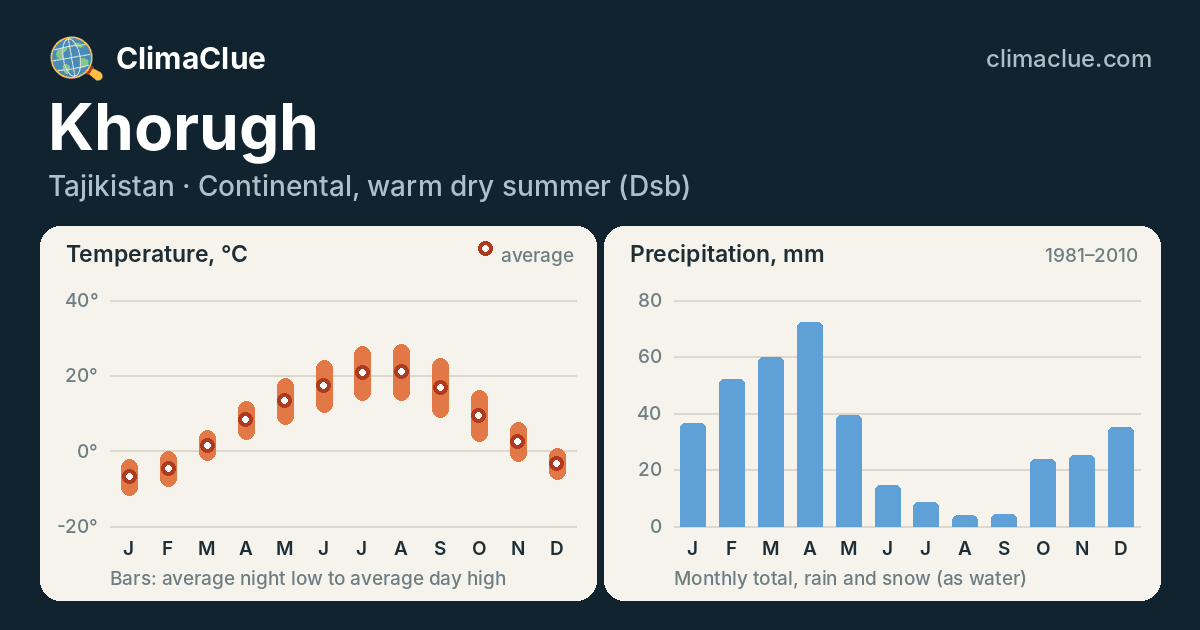 ClimaClue
climaclue.com
Khorugh
Tajikistan · Continental, warm dry summer (Dsb)
Temperature, °C
average
40°
20°
0°
-20°
J F M A M J J A S O N D
Bars: average night low to average day high
Precipitation, mm
1981–2010
80
60
40
20
0
J F M A M J J A S O N D
Monthly total, rain and snow (as water)